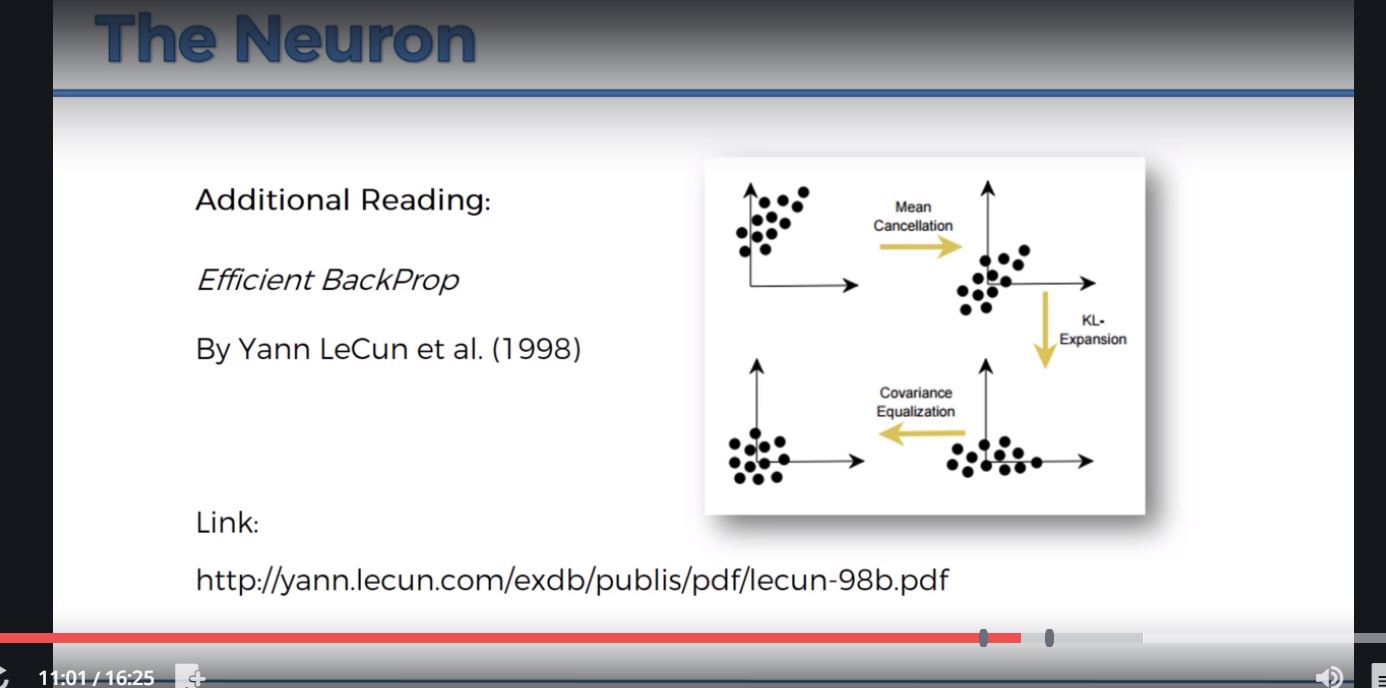 The Neuron
Additional Reading:
Efficient BackProp
By Yann LeCun et al. (1998)
Mean
Cancellation
KL-
Expansion
Covariance
Equalization
Link:
http://yann.lecun.com/exdb/publis/pdf/lecun-98b.pdf
11:01 / 16:25